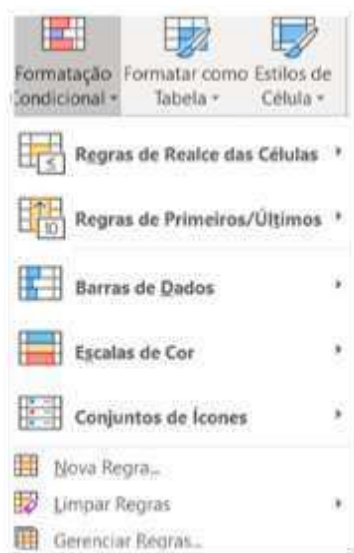 Formatação Formatar como Estilos de
Condicional Tabela Célula
Regras de Realce das Células
10 Regras de Primeiros/Últimos
Barras de Dados
Escalas de Cor
Conjuntos de Ícones
Nova Regra...
Limpar Regras
Gerenciar Regras...